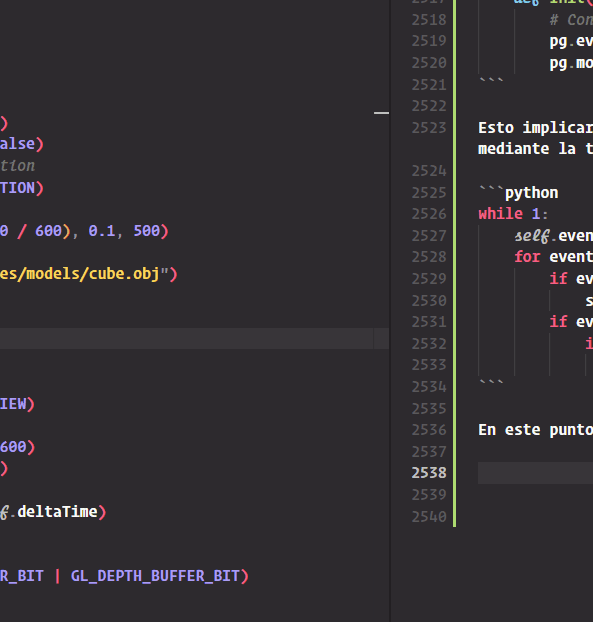 )
alse)
tion
TION)
0 / 600), 0.1, 500)
es/models/cube.obj")
IEW)
600)
)
f.deltaTime)
R_BIT | GL_DEPTH_BUFFER_BIT)
2517 def init(
2518 # Con
2519 pg.ev
2520 pg.mo
2521 ```
2522
2523 Esto implicar
mediante la t
2524
2525 ```python
2526 while 1:
2527 self.even
2528 for event
2529 if ev
2530 s
2531 if ev
2532 i
2533
2534 ```
2535
2536 En este punto
2537
2538
2539
2540